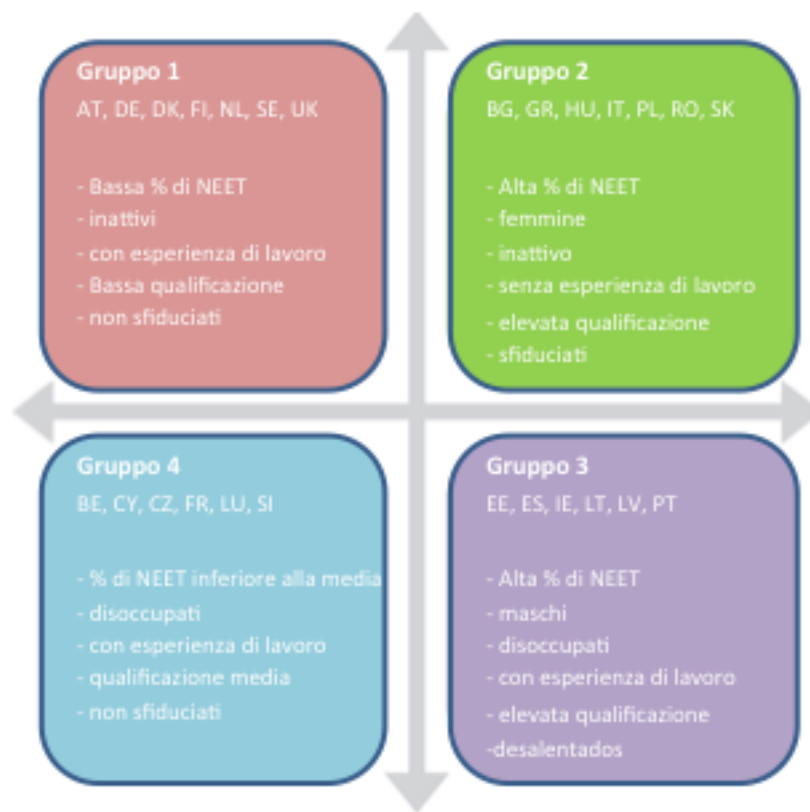 Gruppo 1
AT, DE, DK, FI, NL, SE, UK
- Bassa % di NEET
- inattivi
- con esperienza di lavoro
- Bassa qualificazione
- non sfiduciati
Gruppo 2
BG, GR, HU, IT, PL, RO, SK
- Alta % di NEET
- femmine
- inattivo
- senza esperienza di lavoro
- elevata qualificazione
- sfiduciati
Gruppo 4
BE, CY, CZ, FR, LU, SI
- % di NEET inferiore alla media
- disoccupati
- con esperienza di lavoro
- qualificazione media
- non sfiduciati
Gruppo 3
EE, ES, IE, LT, LV, PT
- Alta % di NEET
- maschi
- disoccupati
- con esperienza di lavoro
- elevata qualificazione
-desalentados